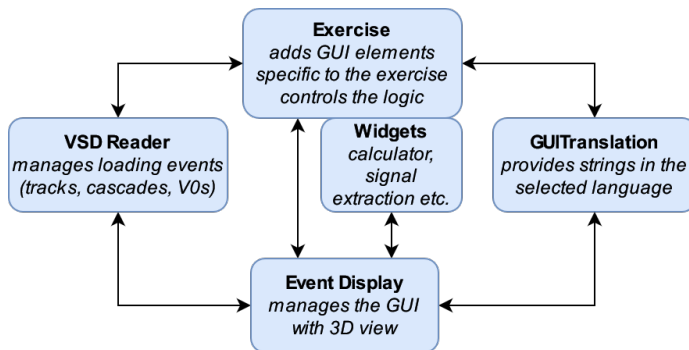 Exercise
adds GUI elements
specific to the exercise
controls the logic
VSD Reader
manages loading events
(tracks, cascades, V0s)
Widgets
calculator,
signal
extraction etc.
GUITranslation
provides strings in the
selected language
Event Display
manages the GUI
with 3D view